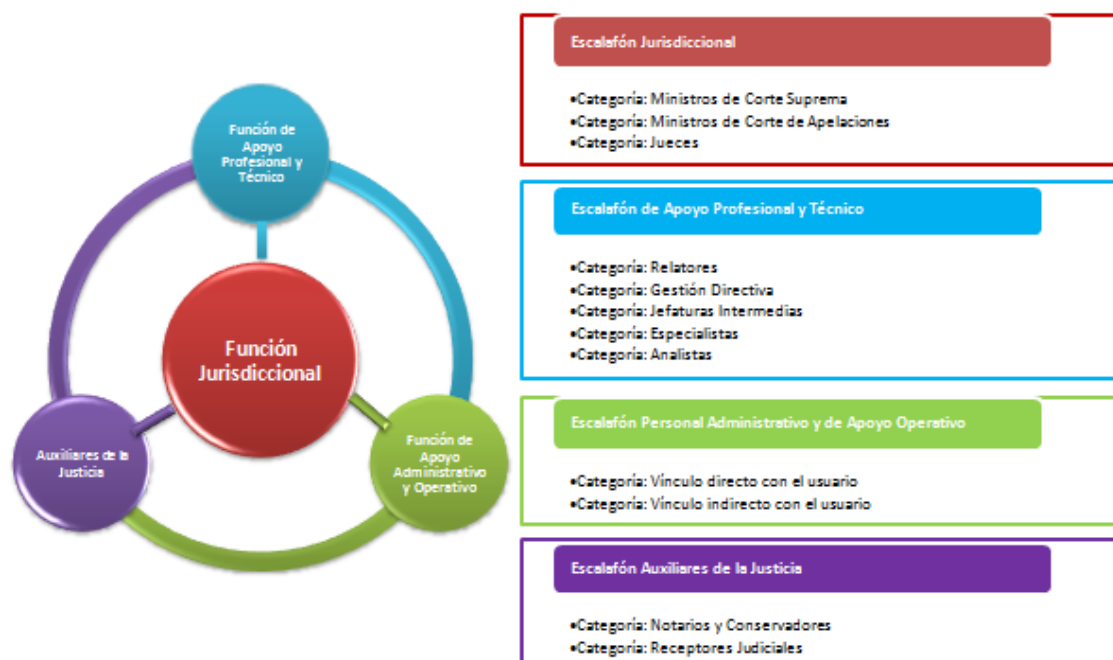 Función de
Apoyo
Profesional y
Técnico
Función
Jurisdiccional
Auxiliares de la
Justicia
Función de
Apoyo
Administrativo
y Operativo
Escalafón Jurisdiccional
•Categoría: Ministros de Corte Suprema
•Categoría: Ministros de Corte de Apelaciones
•Categoría: Jueces
Escalafón de Apoyo Profesional y Técnico
•Categoría: Relatores
•Categoría: Gestión Directiva
•Categoría: Jefaturas Intermedias
•Categoría: Especialistas
•Categoría: Analistas
Escalafón Personal Administrativo y de Apoyo Operativo
•Categoría: Vínculo directo con el usuario
•Categoría: Vínculo indirecto con el usuario
Escalafón Auxiliares de la Justicia
•Categoría: Notarios y Conservadores
•Categoría: Receptores Judiciales